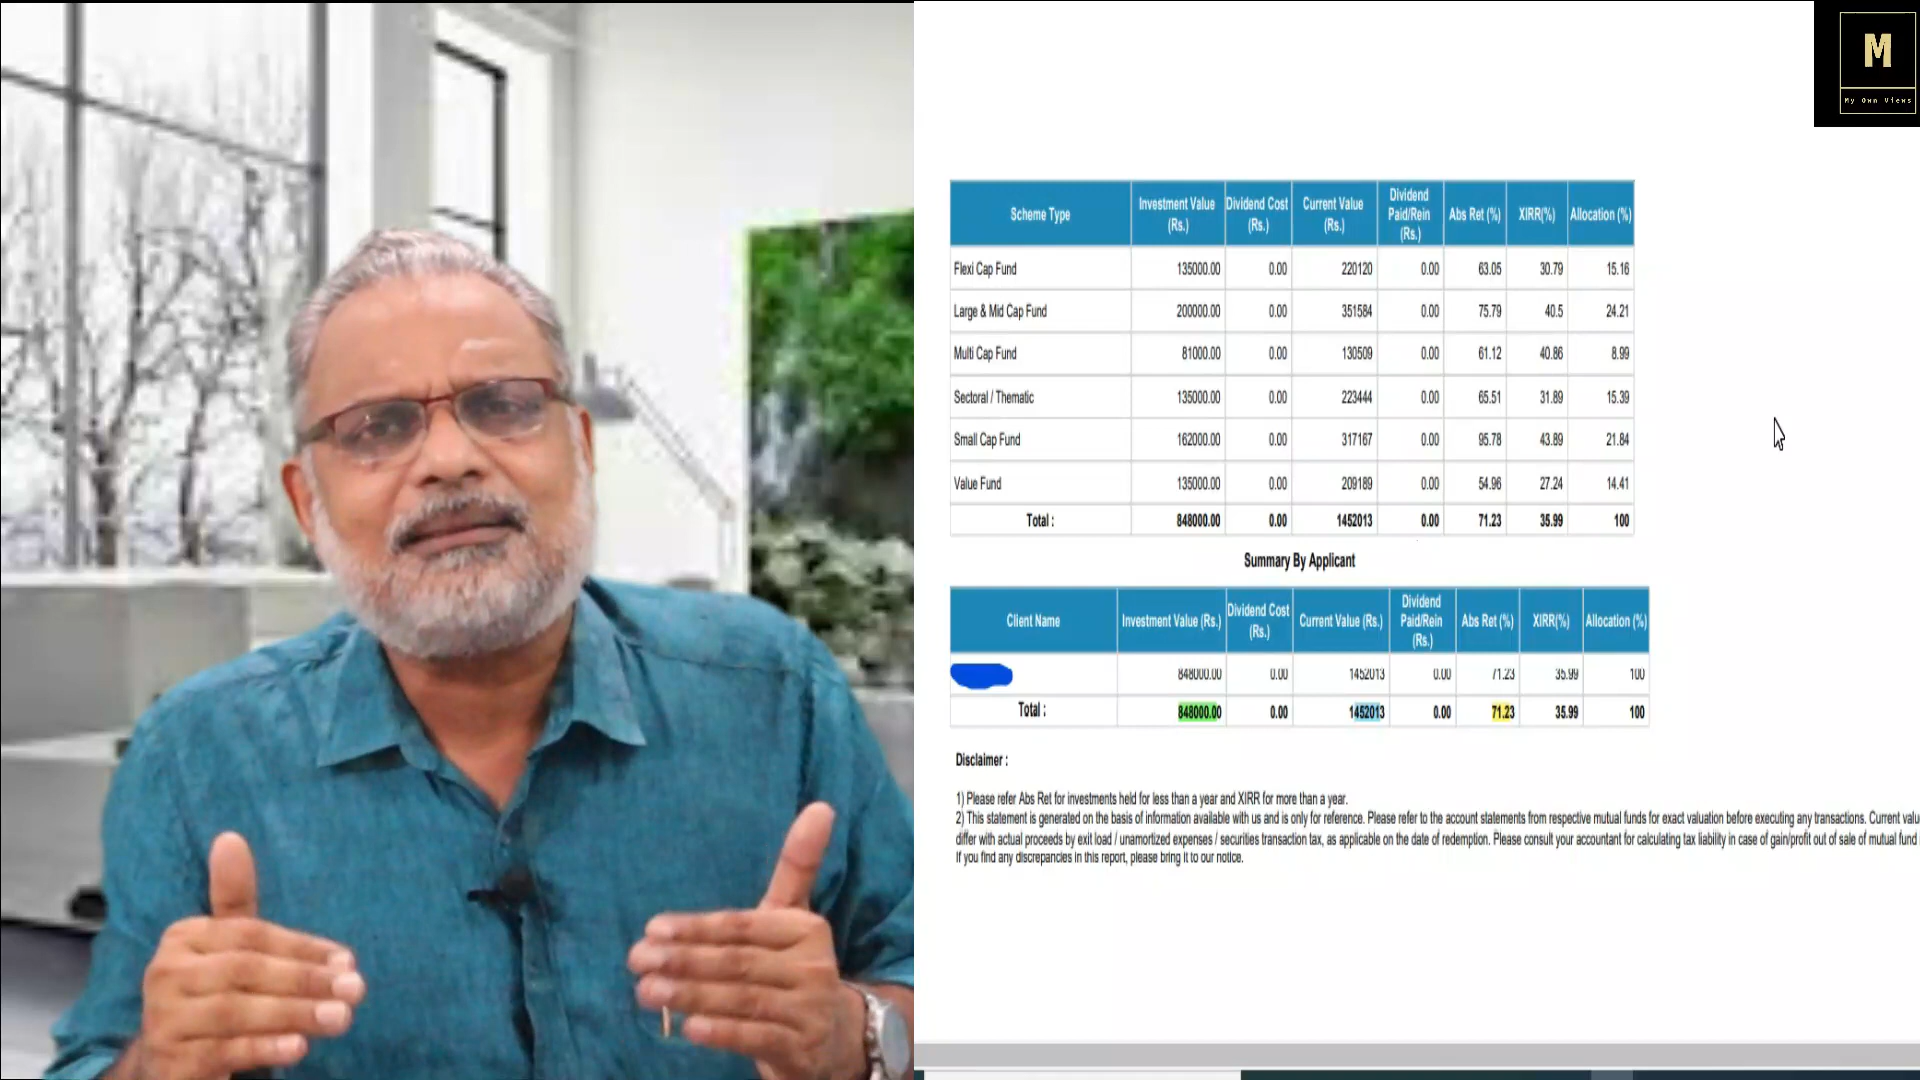 M
My Own Views
Scheme Type Investment Value (Rs.) Dividend Cost (Rs.) Current Value (Rs.) Dividend Paid/Rein (Rs.) Abs Ret (%) XIRR(%) Allocation (%)
Flexi Cap Fund 135000.00 0.00 220120 0.00 63.05 30.79 15.16
Large & Mid Cap Fund 200000.00 0.00 351584 0.00 75.79 40.5 24.21
Multi Cap Fund 81000.00 0.00 130509 0.00 61.12 40.86 8.99
Sectoral / Thematic 135000.00 0.00 223444 0.00 65.51 31.89 15.39
Small Cap Fund 162000.00 0.00 317167 0.00 95.78 43.89 21.84
Value Fund 135000.00 0.00 209189 0.00 54.96 27.24 14.41
Total : 848000.00 0.00 1452013 0.00 71.23 35.99 100
Summary By Applicant
Client Name Investment Value (Rs.) Dividend Cost (Rs.) Current Value (Rs.) Dividend Paid/Rein (Rs.) Abs Ret (%) XIRR(%) Allocation (%)
848000.00 0.00 1452013 0.00 71.23 35.99 100
Total : 848000.00 0.00 1452013 0.00 71.23 35.99 100
Disclaimer :
1) Please refer Abs Ret for investments held for less than a year and XIRR for more than a year.
2) This statement is generated on the basis of information available with us and is only for reference. Please refer to the account statements from respective mutual funds for exact valuation before executing any transactions. Current valu
differ with actual proceeds by exit load / unamortized expenses / securities transaction tax, as applicable on the date of redemption. Please consult your accountant for calculating tax liability in case of gain/profit out of sale of mutual fund
If you find any discrepancies in this report, please bring it to our notice.